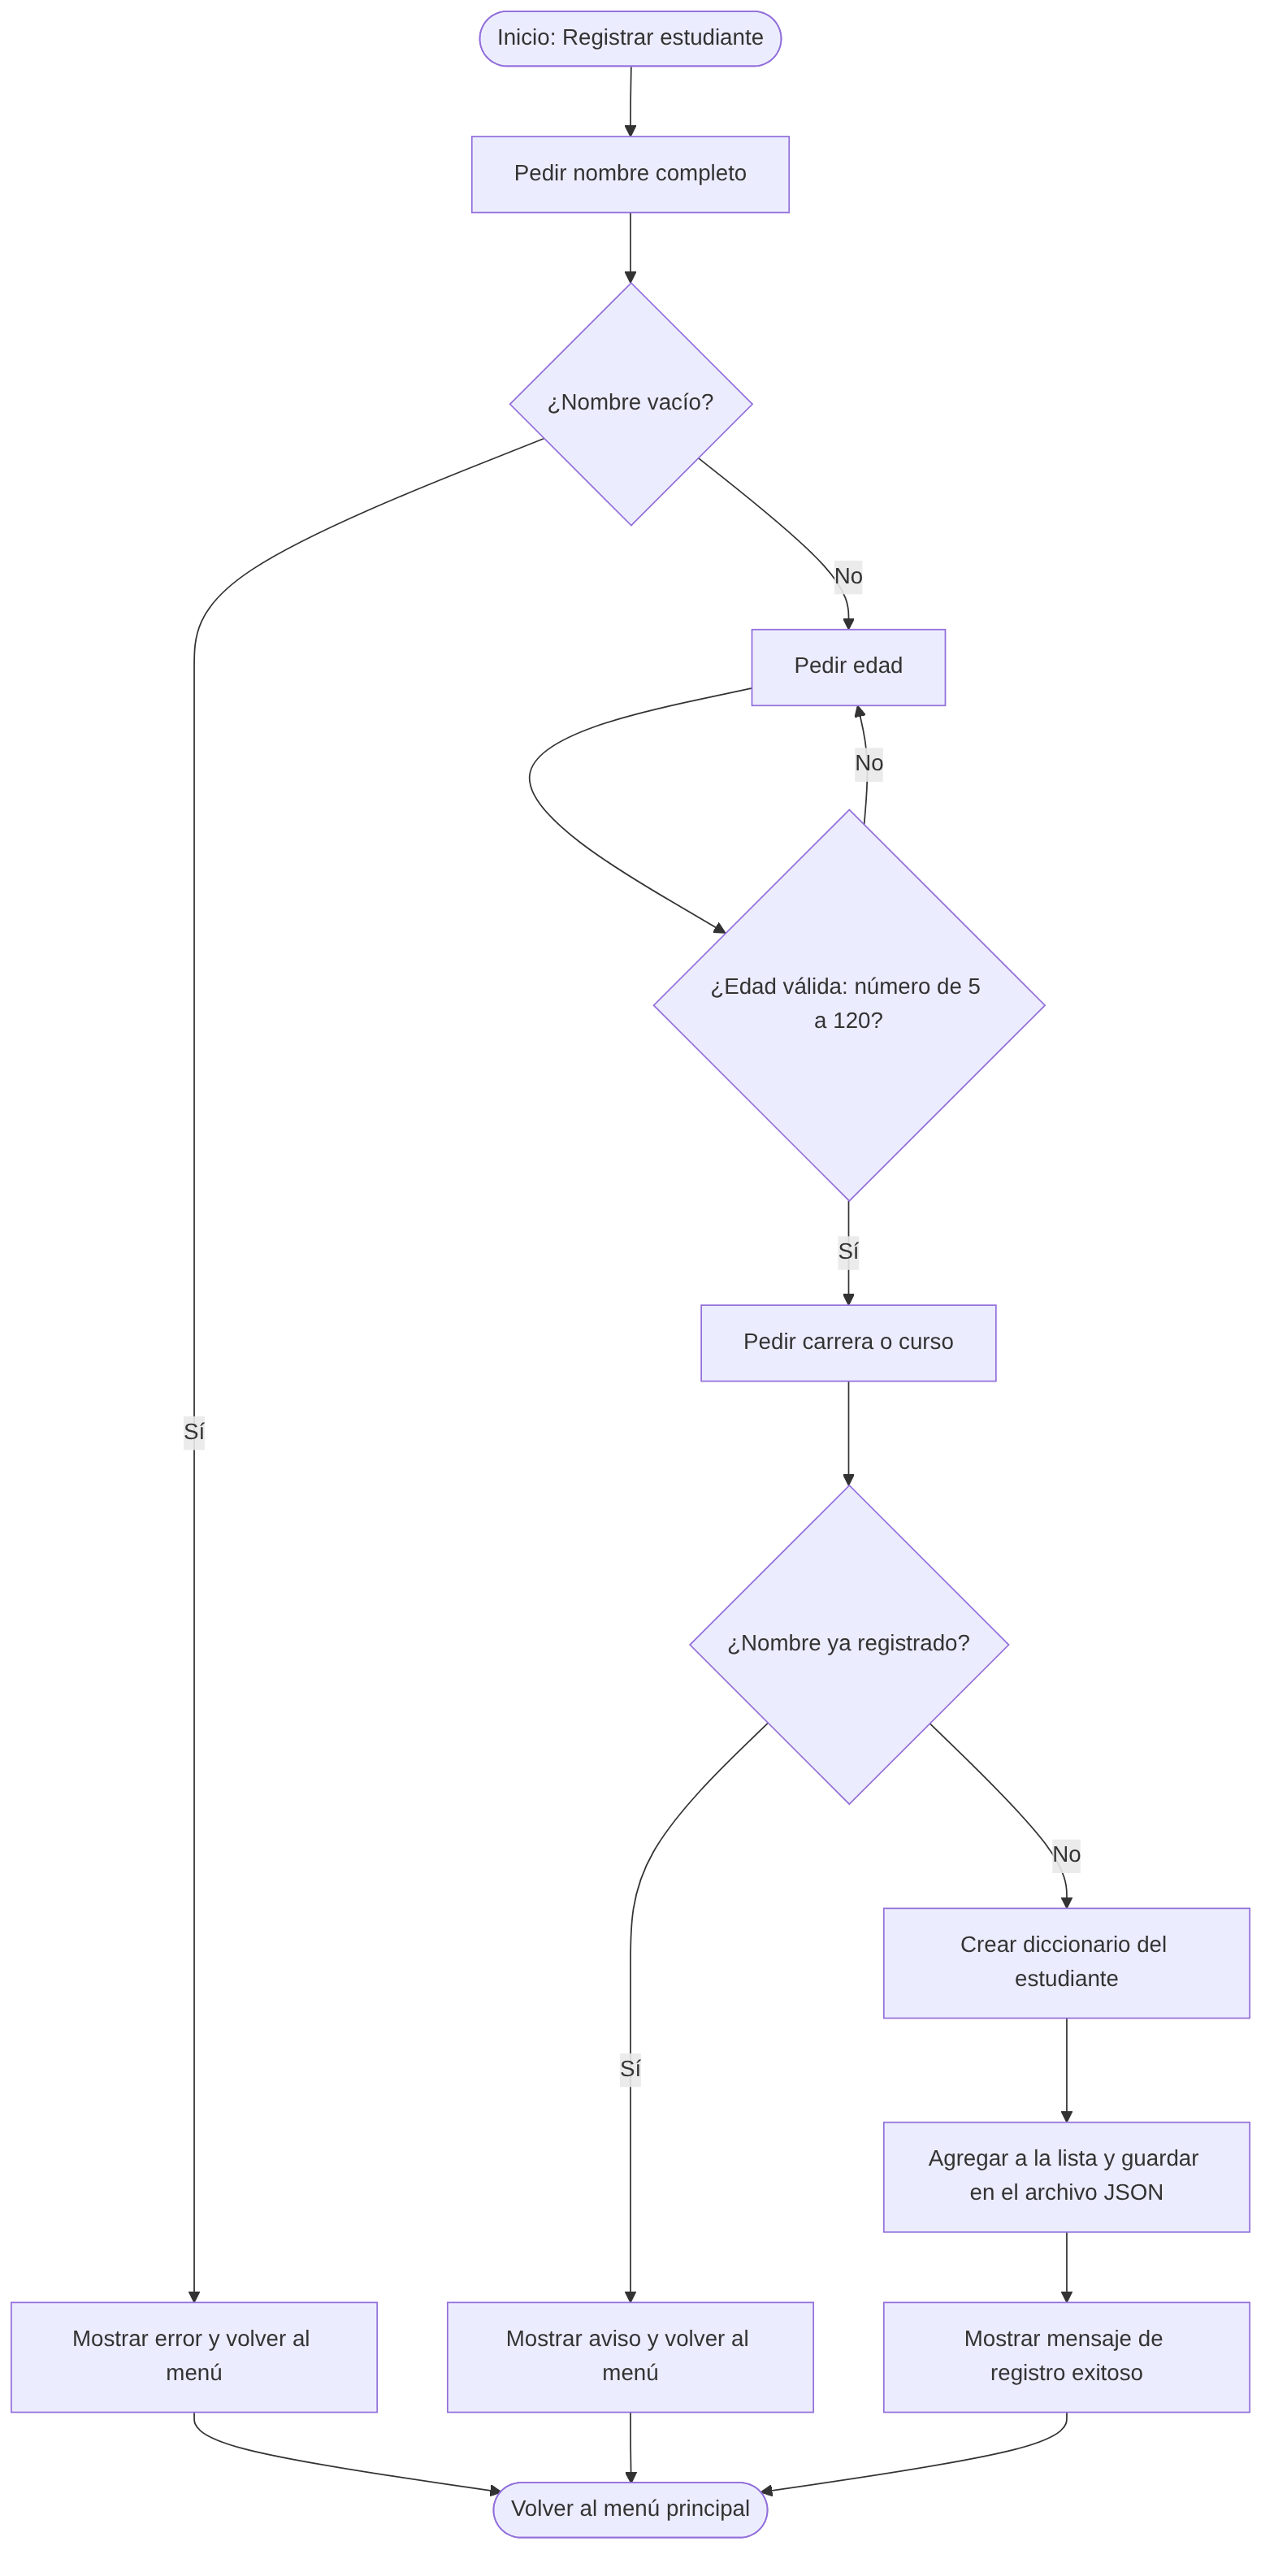 Inicio: Registrar estudiante
Pedir nombre completo
¿Nombre vacío?
No
Pedir edad
No
¿Edad válida: número de 5
a 120?
Sí
Pedir carrera o curso
Sí
¿Nombre ya registrado?
No
Crear diccionario del
estudiante
Sí
Agregar a la lista y guardar
en el archivo JSON
Mostrar error y volver al
menú
Mostrar aviso y volver al
menú
Mostrar mensaje de
registro exitoso
Volver al menú principal